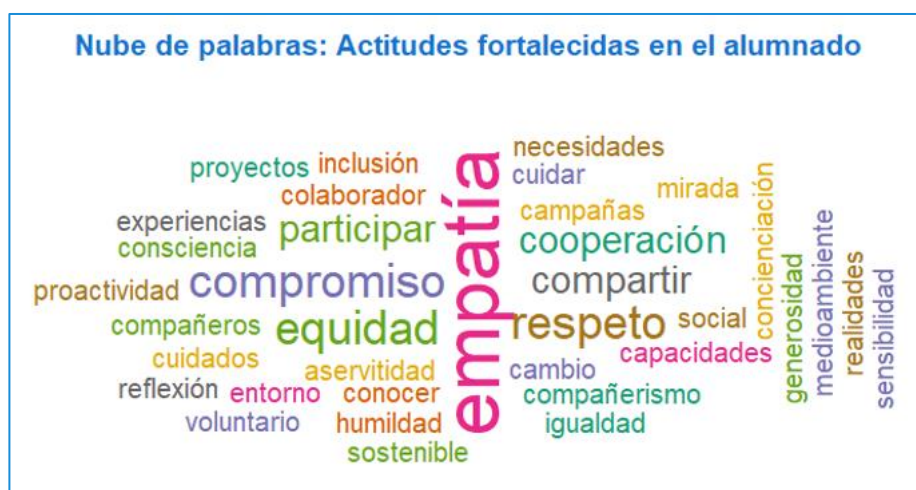 Nube de palabras: Actitudes fortalecidas en el alumnado
necesidades
proyectos
inclusión
cuidar
colaborador
mirada
experiencias
participar
campañas
consciencia
cooperación
compromiso
compartir
proactividad
empatía
compañeros
equidad
respeto
social
concienciación
generosidad
medioambiente
realidades
sensibilidad
cuidados
aservitidad
cambio
capacidades
reflexión
entorno
conocer
compañerismo
voluntario
humildad
igualdad
sostenible